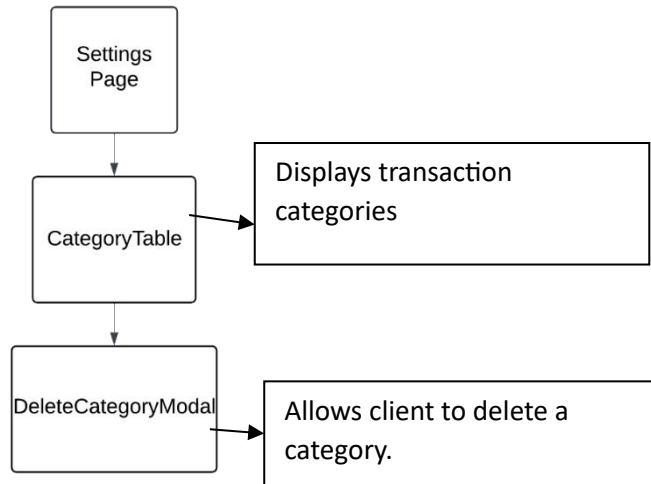 Settings
Page
Displays transaction
categories
CategoryTable
DeleteCategoryModal
Allows client to delete a
category.